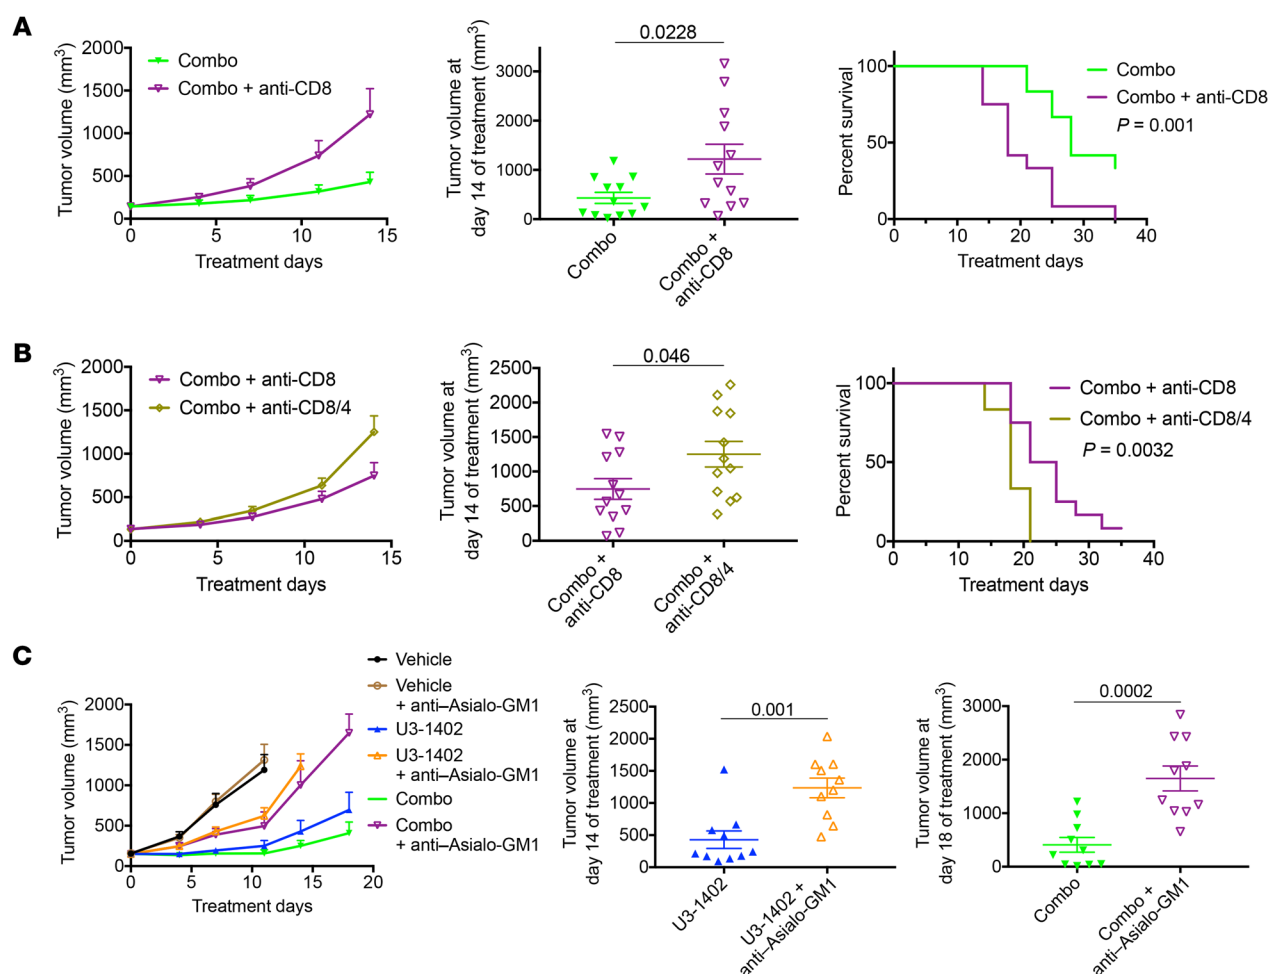 A
Tumor volume (mm³)
2000
1500
1000
500
0
0
5
10
15
Treatment days
Combo
Combo + anti-CD8
Tumor volume at
day 14 of treatment (mm³)
3000
2000
1000
0
0.0228
Combo
Combo +
anti-CD8
Percent survival
100
50
0
0
10
20
30
40
Treatment days
Combo
Combo + anti-CD8
P = 0.001
B
Tumor volume (mm³)
2000
1500
1000
500
0
0
5
10
15
Treatment days
Combo + anti-CD8
Combo + anti-CD8/4
Tumor volume at
day 14 of treatment (mm³)
2500
2000
1500
1000
500
0
0.046
Combo +
anti-CD8
Combo +
anti-CD8/4
Percent survival
100
50
0
0
10
20
30
40
Treatment days
Combo + anti-CD8
Combo + anti-CD8/4
P = 0.0032
C
Tumor volume (mm³)
2000
1500
1000
500
0
0
5
10
15
20
Treatment days
Vehicle
Vehicle
+ anti–Asialo-GM1
U3-1402
U3-1402
+ anti–Asialo-GM1
Combo
Combo
+ anti–Asialo-GM1
Tumor volume at
day 14 of treatment (mm³)
2500
2000
1500
1000
500
0
0.001
U3-1402
U3-1402 +
anti–Asialo-GM1
Tumor volume at
day 18 of treatment (mm³)
3000
2000
1000
0
0.0002
Combo
Combo +
anti–Asialo-GM1